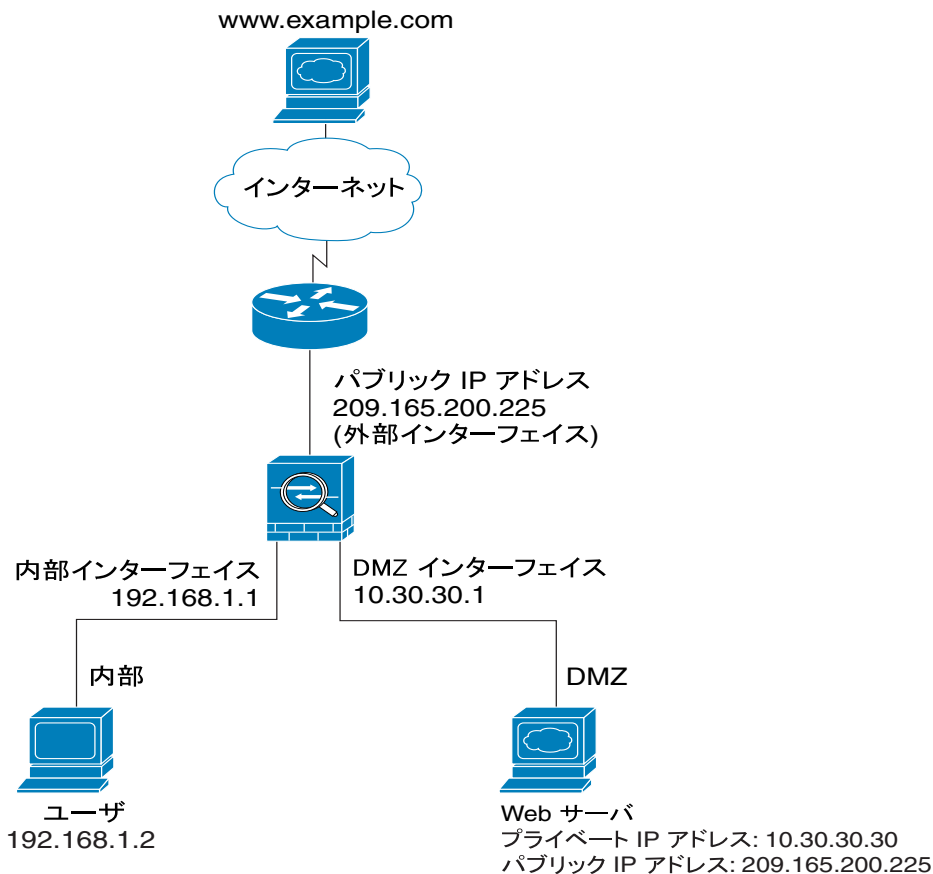 www.example.com
インターネット
パブリック IP アドレス
209.165.200.225
(外部インターフェイス)
内部インターフェイス
192.168.1.1
DMZ インターフェイス
10.30.30.1
内部
DMZ
ユーザ
192.168.1.2
Web サーバ
プライベート IP アドレス: 10.30.30.30
パブリック IP アドレス: 209.165.200.225